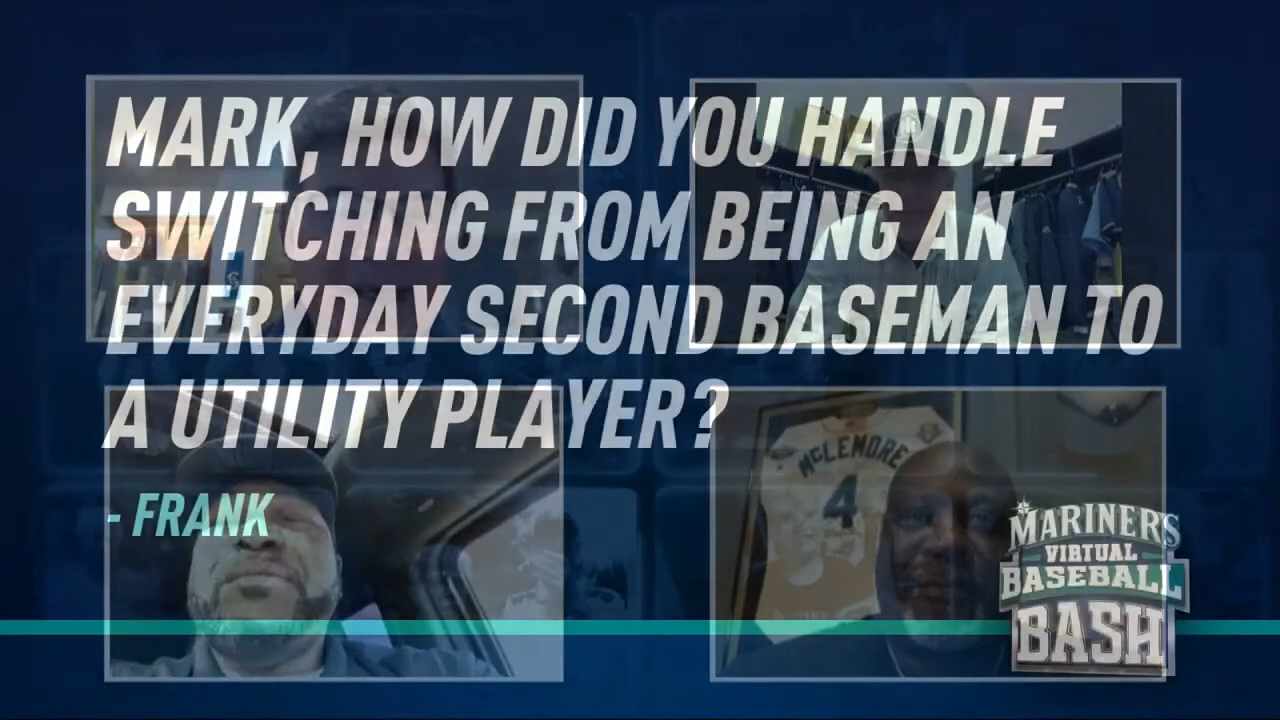 MARK, HOW DID YOU HANDLE
SWITCHING FROM BEING AN
EVERYDAY SECOND BASEMAN TO
A UTILITY PLAYER?
- FRANK
McLEMORE
4
MARINERS
VIRTUAL
BASEBALL
BASH